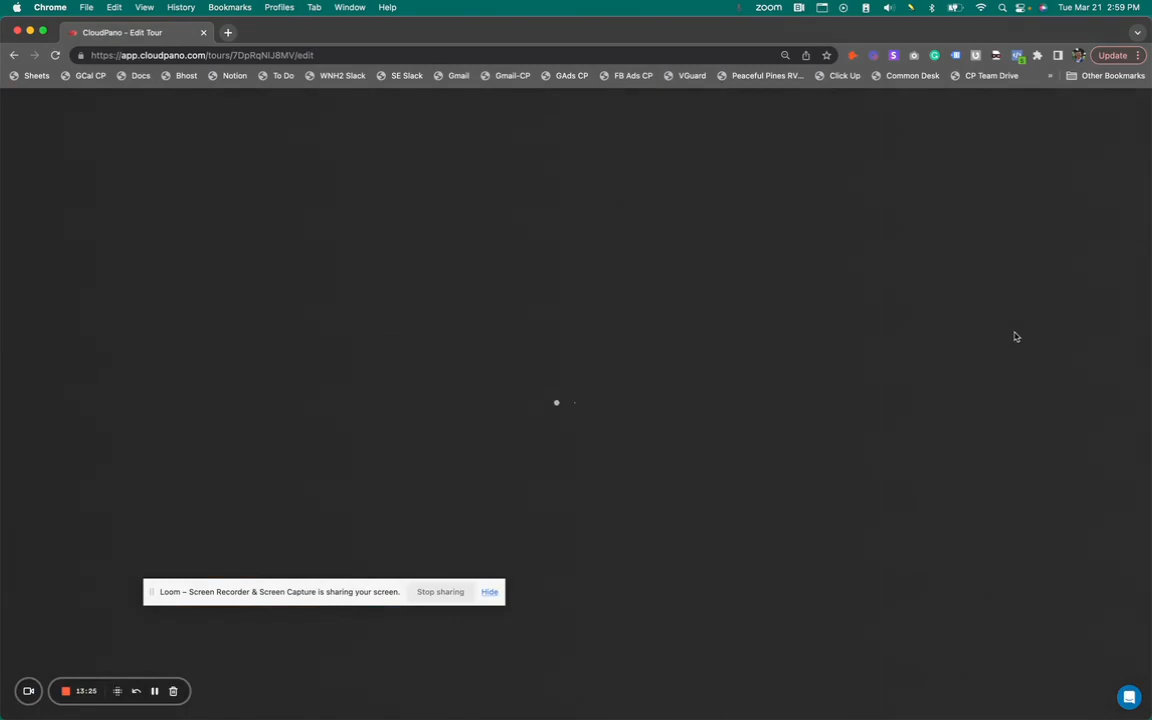 Chrome File Edit View History Bookmarks Profiles Tab Window Help zoom Tue Mar 21 2:59 PM
CloudPano - Edit Tour
https://app.cloudpano.com/tours/7DpRqNlJ8MV/edit Update
Sheets GCal CP Docs Bhost Notion To Do WNH2 Slack SE Slack Gmail Gmail-CP GAds CP FB Ads CP VGuard Peaceful Pines RV... Click Up Common Desk CP Team Drive » Other Bookmarks
Loom – Screen Recorder & Screen Capture is sharing your screen. Stop sharing Hide
13:25